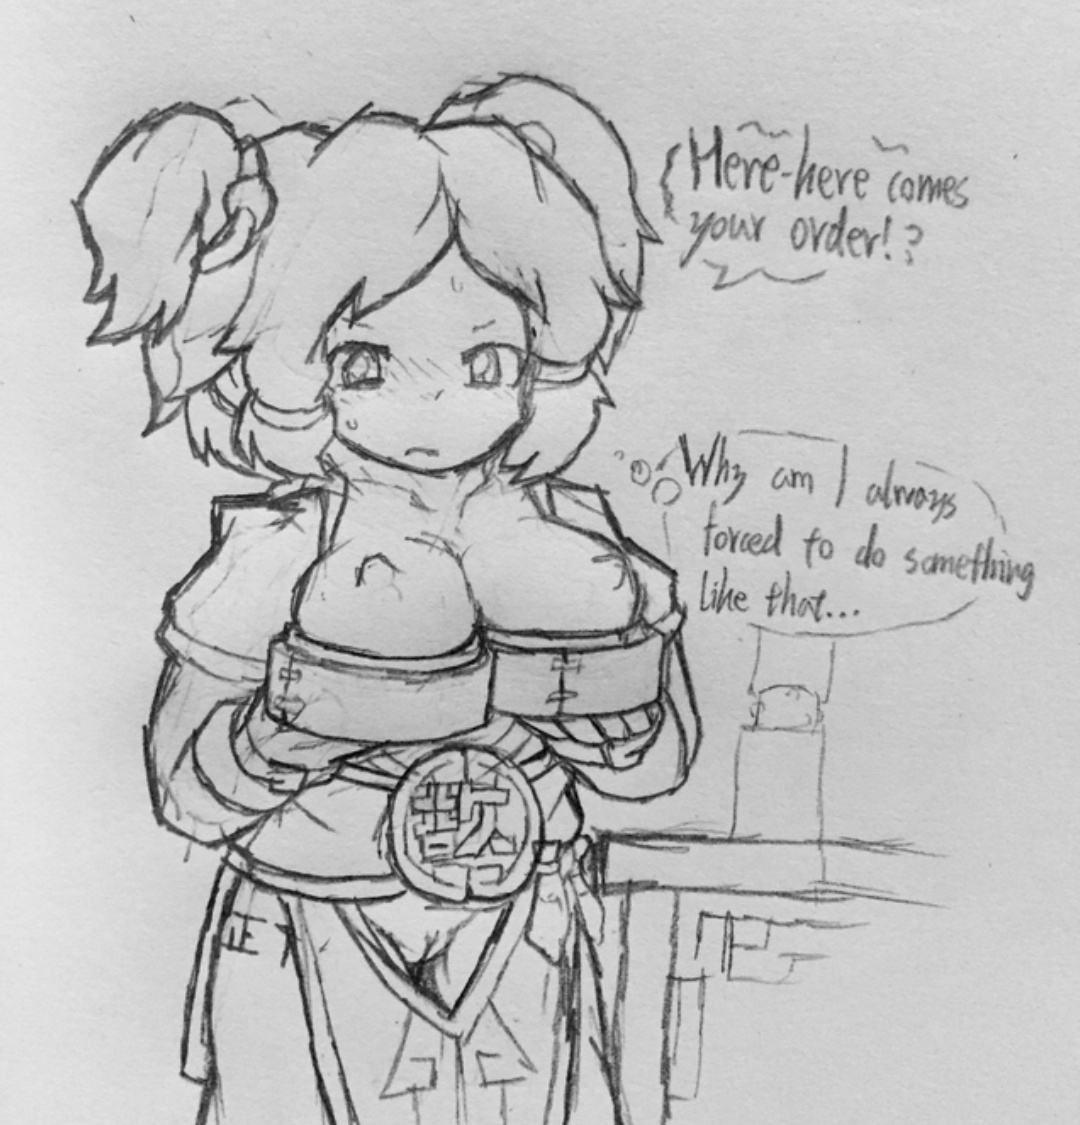 Here-here comes
your order!?
Why am I always
forced to do something
like that...